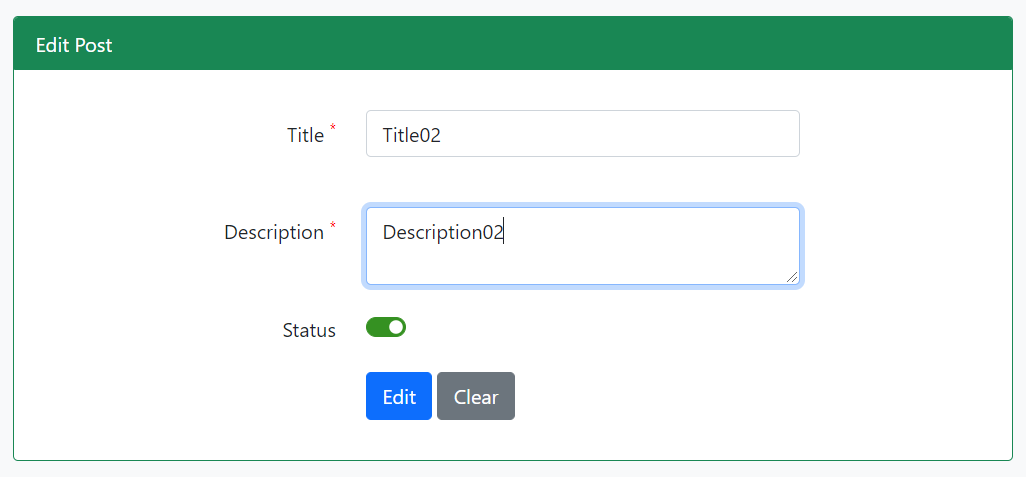 Edit Post
Title *
Title02
Description *
Description02
Status
Edit Clear